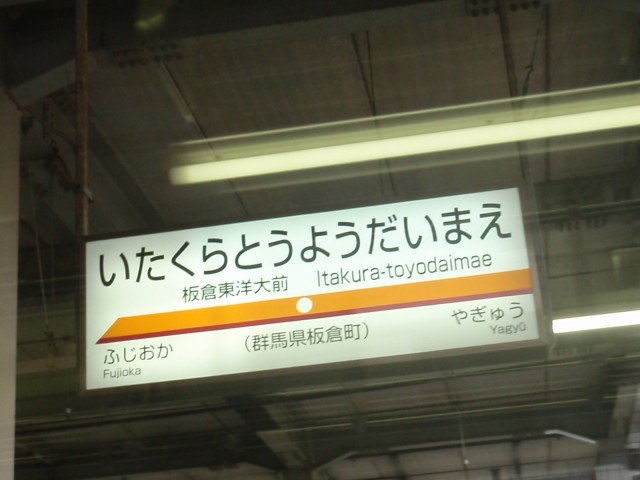 いたくらとうようだいまえ
板倉東洋大前 Itakura-toyodaimae
ふじおか (群馬県板倉町) やぎゅう
Fujioka Yagyū